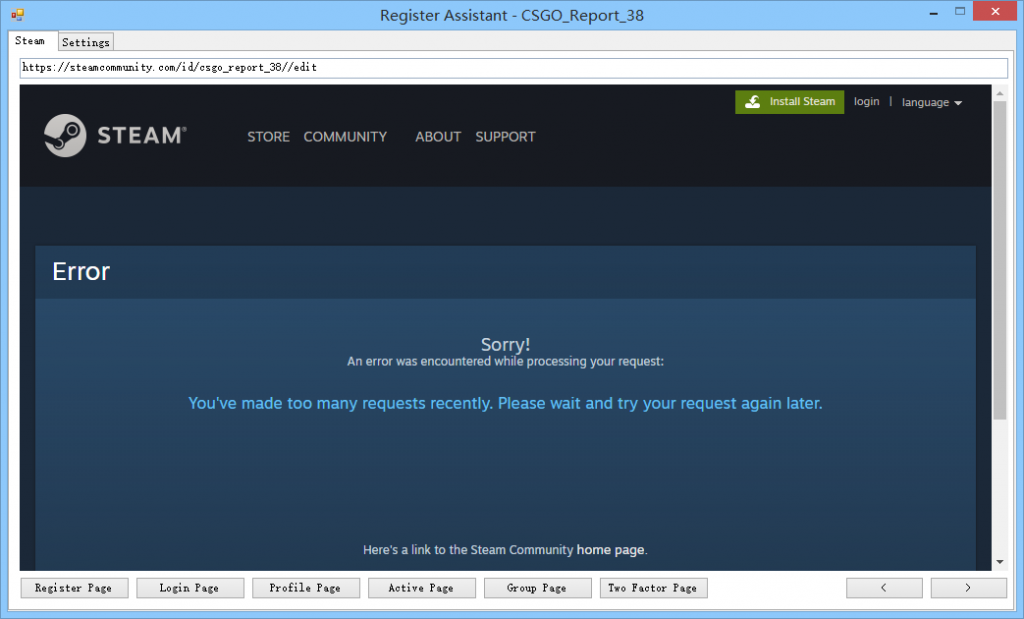 Register Assistant - CSGO_Report_38
Steam Settings
https://steamcommunity.com/id/csgo_report_38//edit
Install Steam login | language
STEAM® STORE COMMUNITY ABOUT SUPPORT
Error
Sorry!
An error was encountered while processing your request:
You've made too many requests recently. Please wait and try your request again later.
Here's a link to the Steam Community home page.
Register Page Login Page Profile Page Active Page Group Page Two Factor Page < >